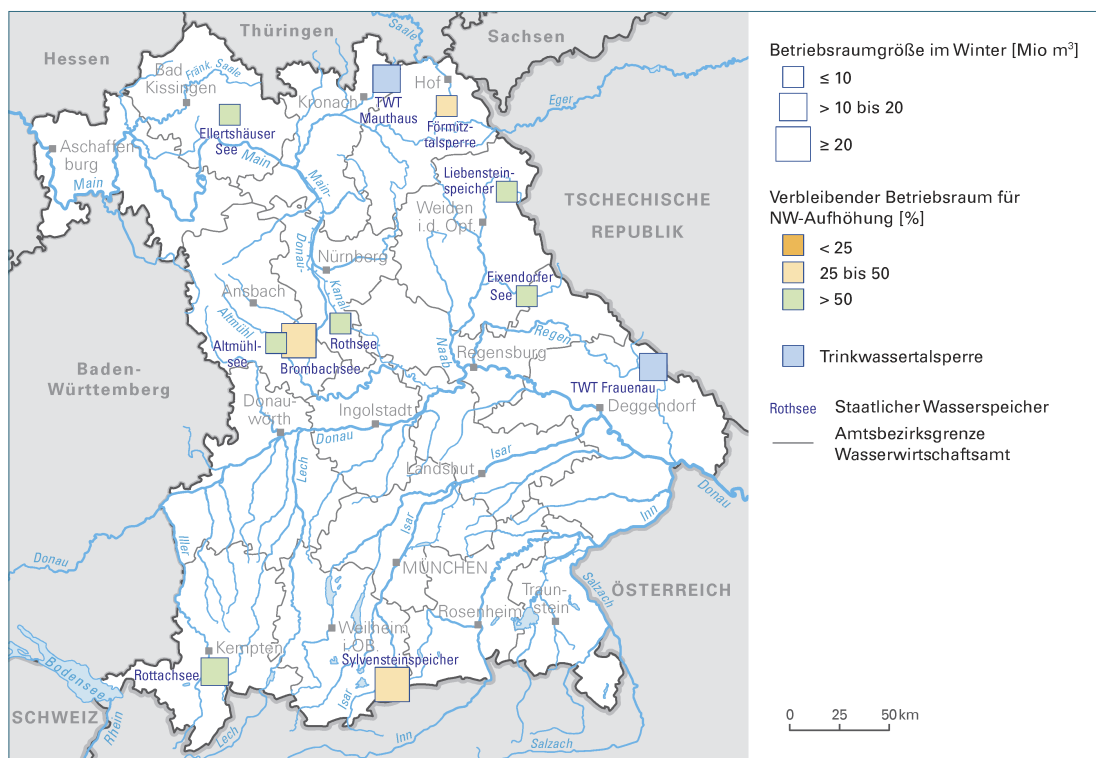 Thüringen
Hessen
Sachsen
Saale
Bad
Kissingen
Fränk. Saale
Hof
Kronach
TWT
Mauthaus
Förmitz-
talsperre
Eger
Ellertshäuser
See
Aschaffen
burg
Main
Main
Main-
Donau-
Kanal
Liebenstein-
speicher
Weiden
i.d. Opf.
TSCHECHISCHE
REPUBLIK
Nürnberg
Eixendorfer
See
Ansbach
Altmühl
Altmühl-
see
Rothsee
Brombachsee
Naab
Regen
Regensburg
TWT Frauenau
Deggendorf
Baden-
Württemberg
Donau-
wörth
Ingolstadt
Donau
Lech
Landshut
Isar
Isar
Donau
Inn
Iller
Donau
MÜNCHEN
Salzach
ÖSTERREICH
Traun-
stein
Rosenheim
Weilheim
i.OB.
Kempten
Sylvensteinspeicher
Rottachsee
Bodensee
SCHWEIZ
Rhein
Lech
Isar
Inn
Salzach
Betriebsraumgröße im Winter [Mio m³]
≤ 10
> 10 bis 20
≥ 20
Verbleibender Betriebsraum für
NW-Aufhöhung [%]
< 25
25 bis 50
> 50
Trinkwassertalsperre
Rothsee Staatlicher Wasserspeicher
Amtsbezirksgrenze
Wasserwirtschaftsamt
0 25 50 km